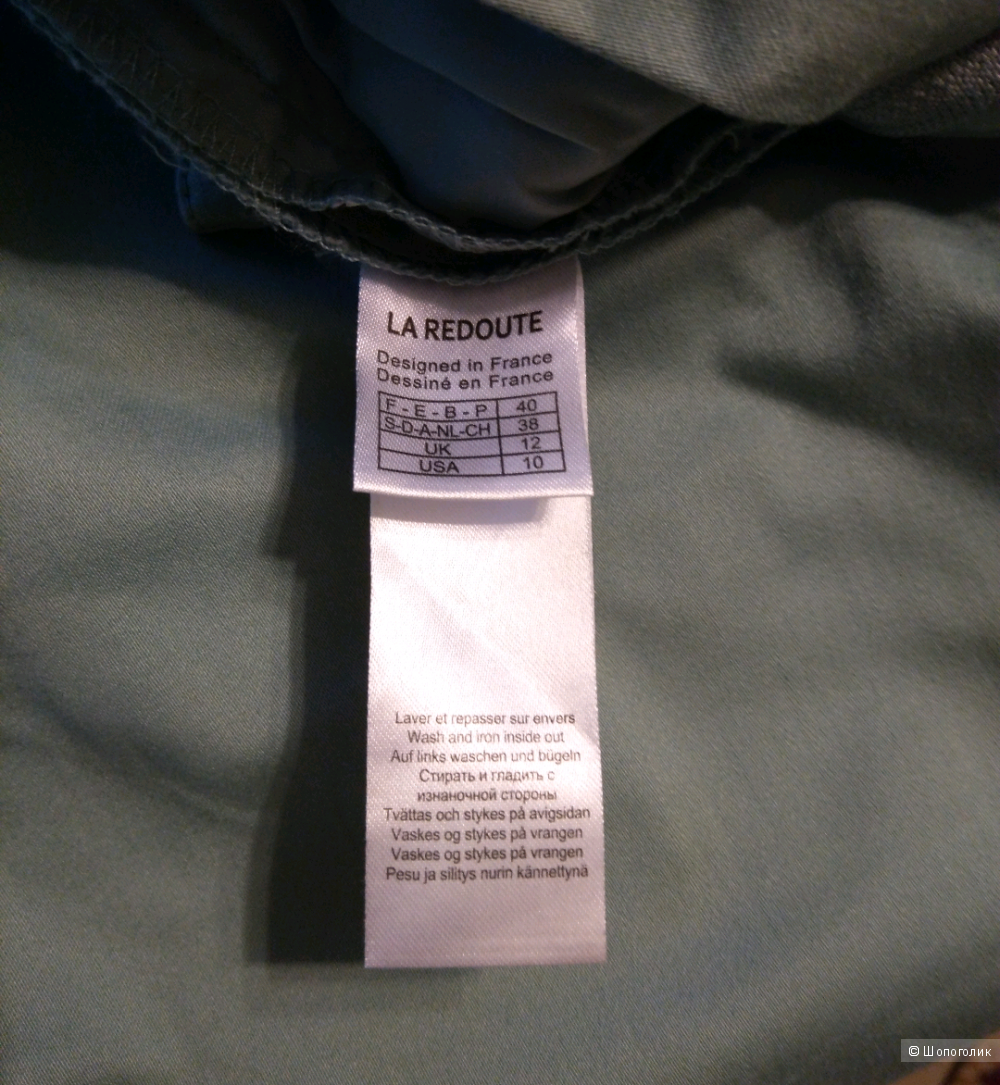 LA REDOUTE
Designed in France
Dessiné en France
F - E - B - P 40
S-D-A-NL-CH 38
UK 12
USA 10
Laver et repasser sur envers
Wash and iron inside out
Auf links waschen und bügeln
Стирать и гладить с
изнаночной стороны
Tvättas och stykes på avigsidan
Vaskes og stykes på vrangen
Vaskes og stykes på vrangen
Pesu ja silitys nurin kännettynä
© Шопоголик